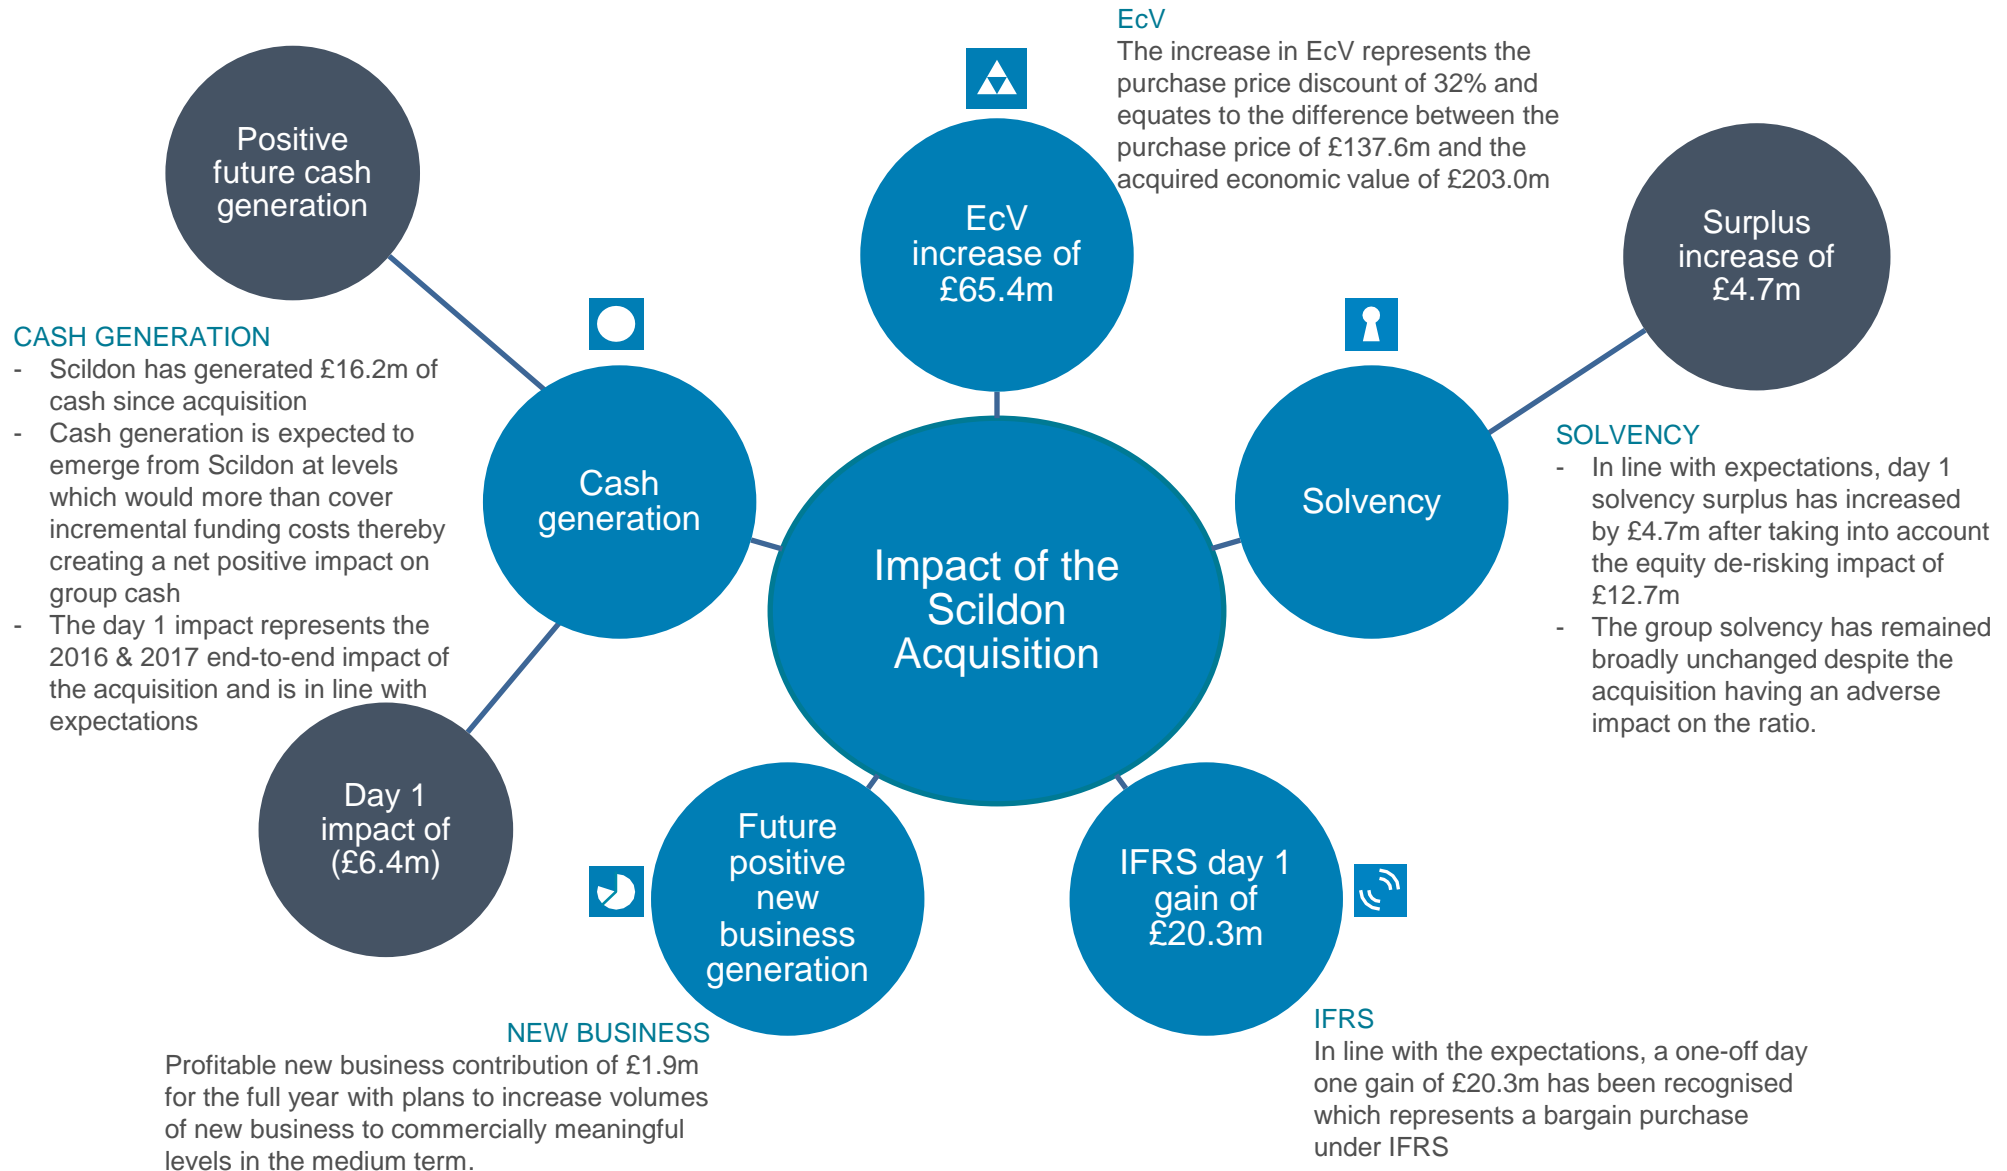 EcV
The increase in EcV represents the
purchase price discount of 32% and
equates to the difference between the
purchase price of £137.6m and the
acquired economic value of £203.0m
Positive
future cash
generation
EcV
increase of
£65.4m
Surplus
increase of
£4.7m
CASH GENERATION
- Scildon has generated £16.2m of
cash since acquisition
- Cash generation is expected to
emerge from Scildon at levels
which would more than cover
incremental funding costs thereby
creating a net positive impact on
group cash
- The day 1 impact represents the
2016 & 2017 end-to-end impact of
the acquisition and is in line with
expectations
Cash
generation
Solvency
SOLVENCY
- In line with expectations, day 1
solvency surplus has increased
by £4.7m after taking into account
the equity de-risking impact of
£12.7m
- The group solvency has remained
broadly unchanged despite the
acquisition having an adverse
impact on the ratio.
Impact of the
Scildon
Acquisition
Day 1
impact of
(£6.4m)
Future
positive
new
business
generation
IFRS day 1
gain of
£20.3m
NEW BUSINESS
Profitable new business contribution of £1.9m
for the full year with plans to increase volumes
of new business to commercially meaningful
levels in the medium term.
IFRS
In line with the expectations, a one-off day
one gain of £20.3m has been recognised
which represents a bargain purchase
under IFRS